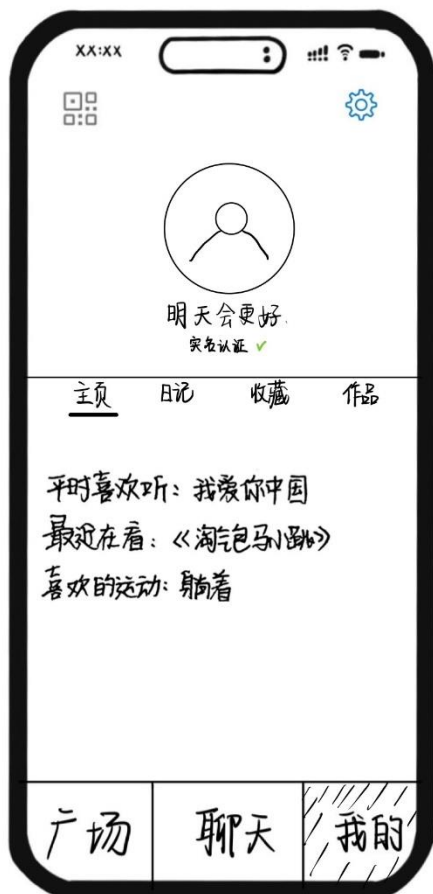 XX:XX
明天会更好.
实名认证 ✓
主页 日记 收藏 作品
平时喜欢听：我爱你中国
最近在看：《淘气包马小跳》
喜欢的运动：躺着
广场 聊天 我的